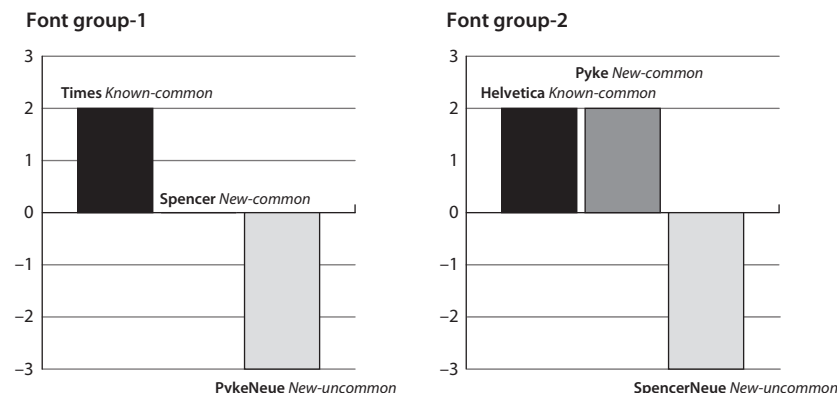 Font group-1
3
Times Known-common
2
1
Spencer New-common
0
–1
–2
–3
PykeNeue New-uncommon
Font group-2
3
Pyke New-common
Helvetica Known-common
2
1
0
–1
–2
–3
SpencerNeue New-uncommon